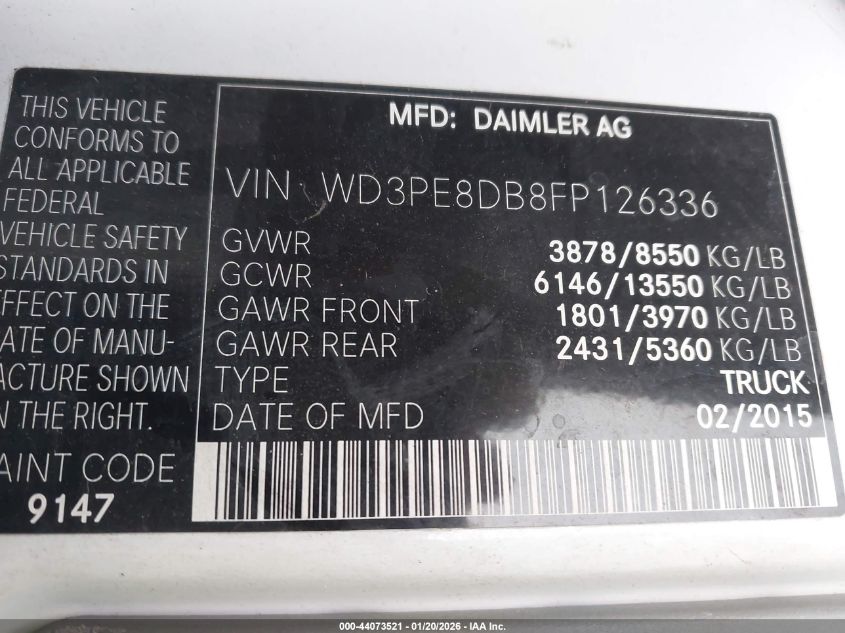 THIS VEHICLE
CONFORMS TO
ALL APPLICABLE
FEDERAL
VEHICLE SAFETY
STANDARDS IN
EFFECT ON THE
ATE OF MANU-
ACTURE SHOWN
N THE RIGHT.
AINT CODE
9147
MFD: DAIMLER AG
VIN WD3PE8DB8FP126336
GVWR 3878/8550 KG/LB
GCWR 6146/13550 KG/LB
GAWR FRONT 1801/3970 KG/LB
GAWR REAR 2431/5360 KG/LB
TYPE TRUCK
DATE OF MFD 02/2015
000-44073521 - 01/20/2026 - IAA Inc.